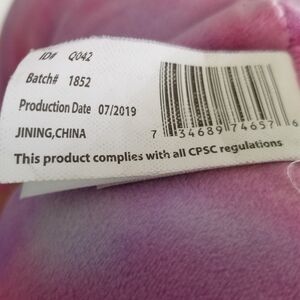 ID# Q042
Batch# 1852
Production Date 07/2019
JINING,CHINA
7 34689 74657 6
This product complies with all CPSC regulations